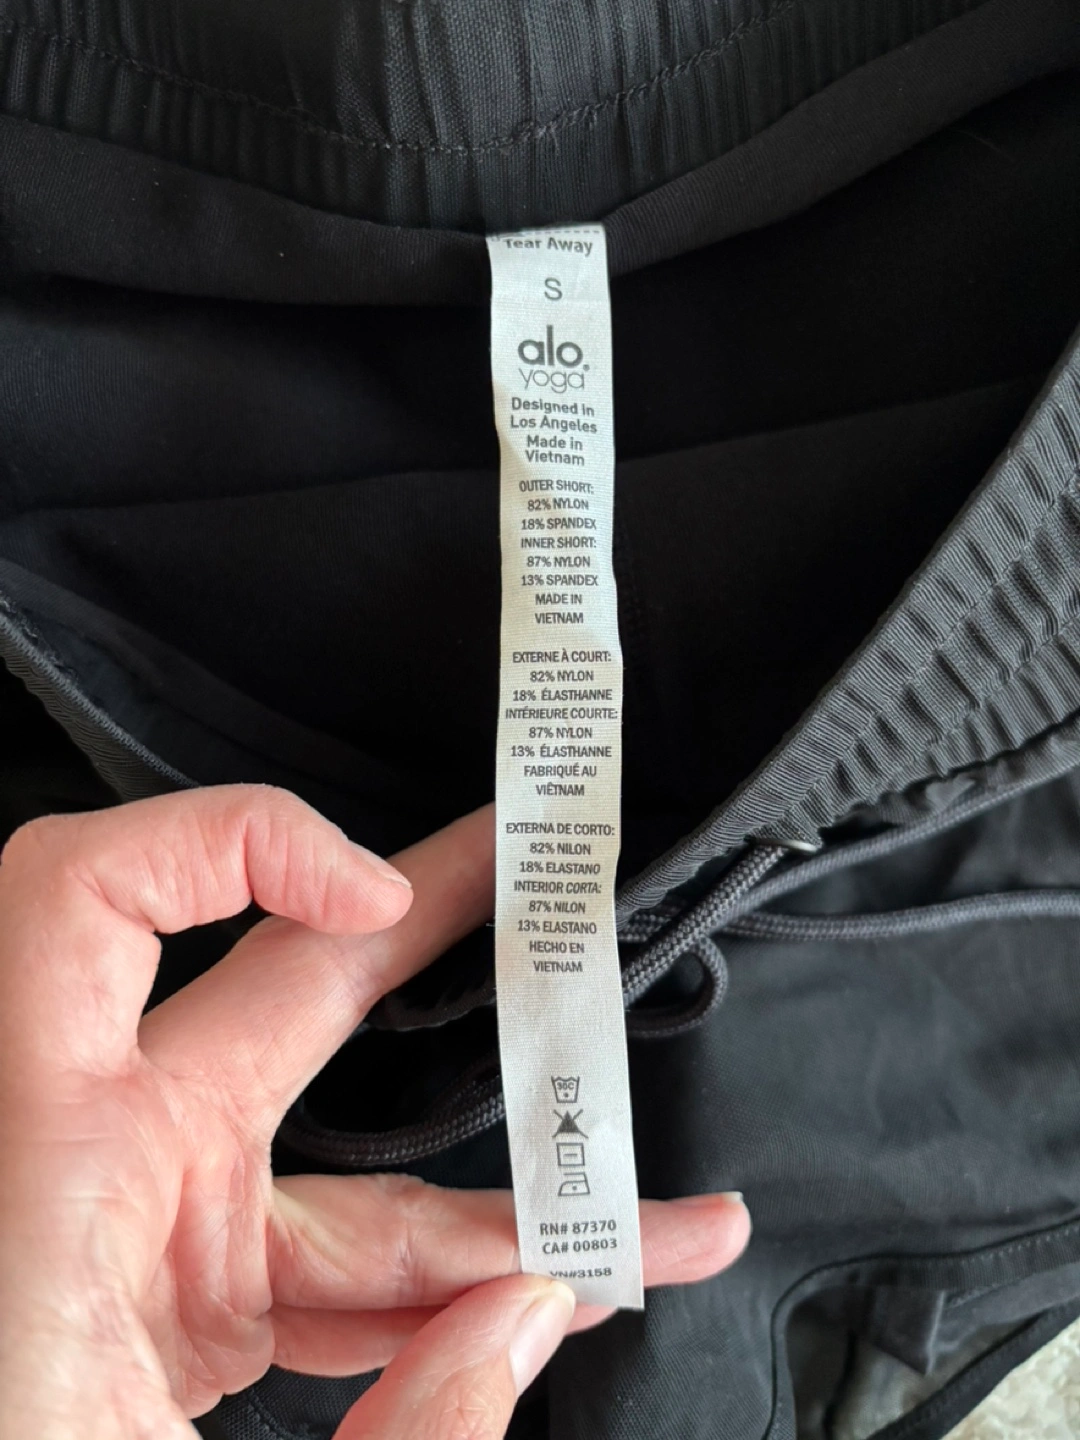 Tear Away
S
alo
yoga
Designed in
Los Angeles
Made in
Vietnam
OUTER SHORT:
82% NYLON
18% SPANDEX
INNER SHORT:
87% NYLON
13% SPANDEX
MADE IN
VIETNAM
EXTERNE À COURT:
82% NYLON
18% ÉLASTHANNE
INTÉRIEURE COURTE:
87% NYLON
13% ÉLASTHANNE
FABRIQUÉ AU
VIÊTNAM
EXTERNA DE CORTO:
82% NILON
18% ELASTANO
INTERIOR CORTA:
87% NILON
13% ELASTANO
HECHO EN
VIETNAM
30C
RN# 87370
CA# 00803
VN#3158